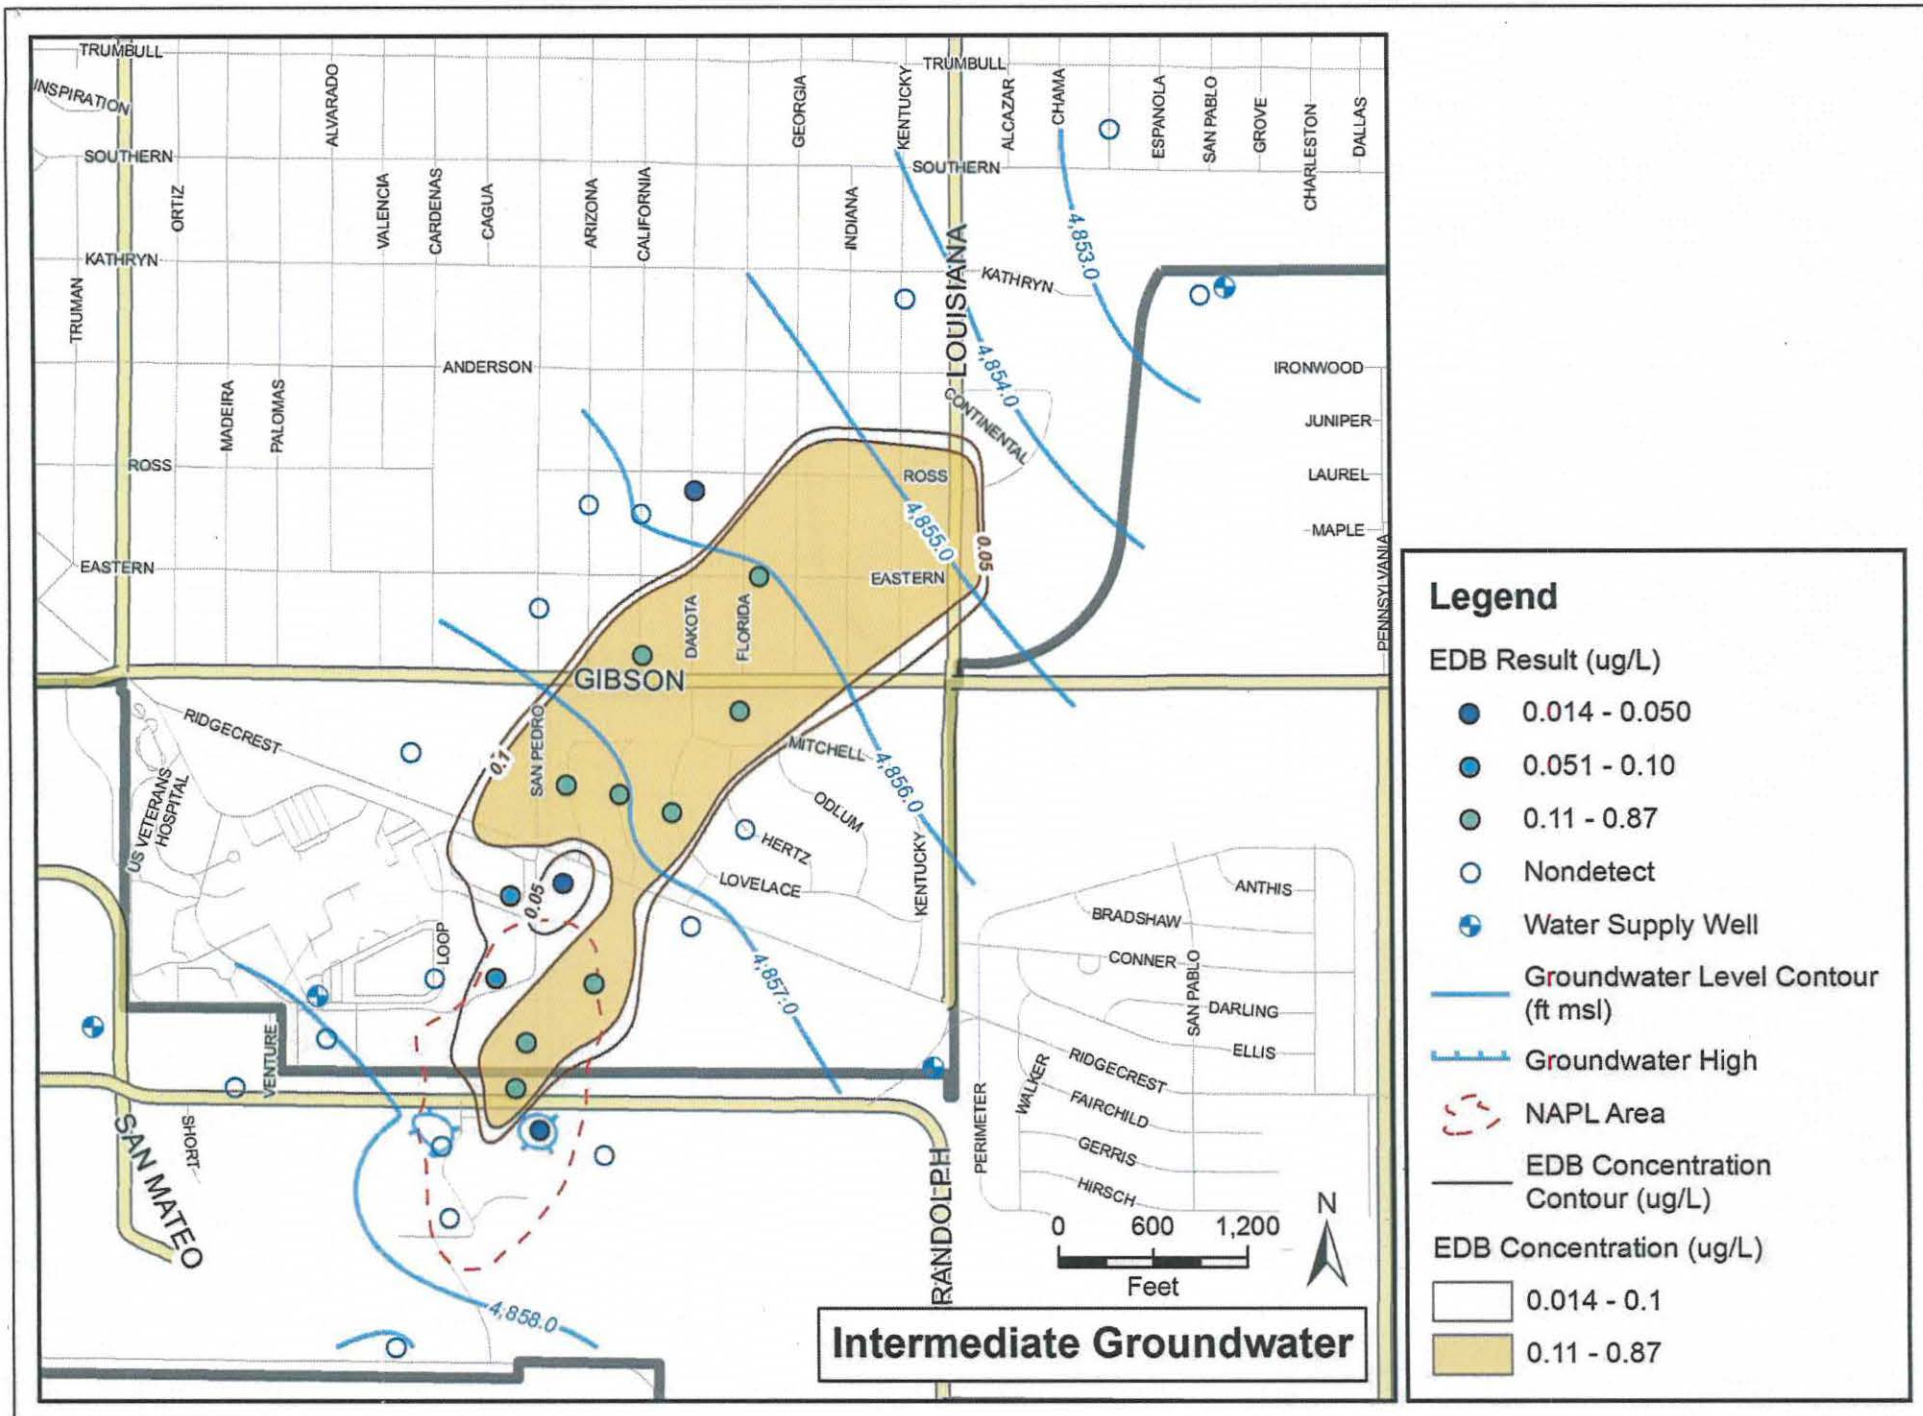 TRUMBULL
TRUMBULL
INSPIRATION
ALVARADO
GEORGIA
KENTUCKY
ALCAZAR
CHAMA
ESPANOLA
SAN PABLO
GROVE
CHARLESTON
DALLAS
SOUTHERN
SOUTHERN
ORTIZ
VALENCIA
CARDENAS
CAGUA
ARIZONA
CALIFORNIA
INDIANA
LOUISIANA
4,853.0
KATHRYN
KATHRYN
TRUMAN
4,854.0
ANDERSON
IRONWOOD
MADEIRA
PALOMAS
CONTINENTAL
JUNIPER
ROSS
ROSS
LAUREL
4,855.0
MAPLE
0.05
EASTERN
EASTERN
PENNSYLVANIA
DAKOTA
FLORIDA
GIBSON
RIDGECREST
SAN PEDRO
0.1
MITCHELL
4,856.0
US VETERANS
HOSPITAL
ODLUM
HERTZ
LOVELACE
KENTUCKY
0.05
ANTHIS
BRADSHAW
LOOP
CONNER
4,857.0
SAN PABLO
DARLING
VENTURE
ELLIS
RIDGECREST
WALKER
PERIMETER
FAIRCHILD
SHORT
SAN MATEO
GERRIS
HIRSCH
RANDOLPH
N
0 600 1,200
Feet
4,858.0
Intermediate Groundwater
Legend
EDB Result (ug/L)
0.014 - 0.050
0.051 - 0.10
0.11 - 0.87
Nondetect
Water Supply Well
Groundwater Level Contour
(ft msl)
Groundwater High
NAPL Area
EDB Concentration
Contour (ug/L)
EDB Concentration (ug/L)
0.014 - 0.1
0.11 - 0.87